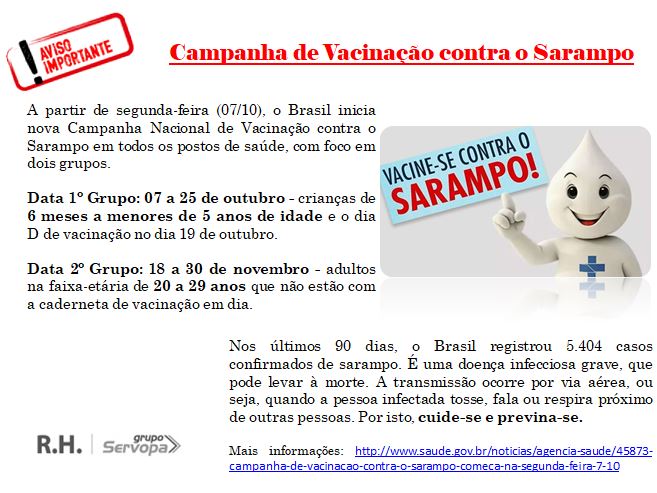 ! AVISO
IMPORTANTE
Campanha de Vacinação contra o Sarampo
A partir de segunda-feira (07/10), o Brasil inicia
nova Campanha Nacional de Vacinação contra o
Sarampo em todos os postos de saúde, com foco em
dois grupos.
Data 1º Grupo: 07 a 25 de outubro - crianças de
6 meses a menores de 5 anos de idade e o dia
D de vacinação no dia 19 de outubro.
Data 2º Grupo: 18 a 30 de novembro - adultos
na faixa-etária de 20 a 29 anos que não estão com
a caderneta de vacinação em dia.
VACINE-SE CONTRA O
SARAMPO!
Nos últimos 90 dias, o Brasil registrou 5.404 casos
confirmados de sarampo. É uma doença infecciosa grave, que
pode levar à morte. A transmissão ocorre por via aérea, ou
seja, quando a pessoa infectada tosse, fala ou respira próximo
de outras pessoas. Por isto, cuide-se e previna-se.
Mais informações: http://www.saude.gov.br/noticias/agencia-saude/45873-
campanha-de-vacinacao-contra-o-sarampo-comeca-na-segunda-feira-7-10
R.H. | grupo
Servopa